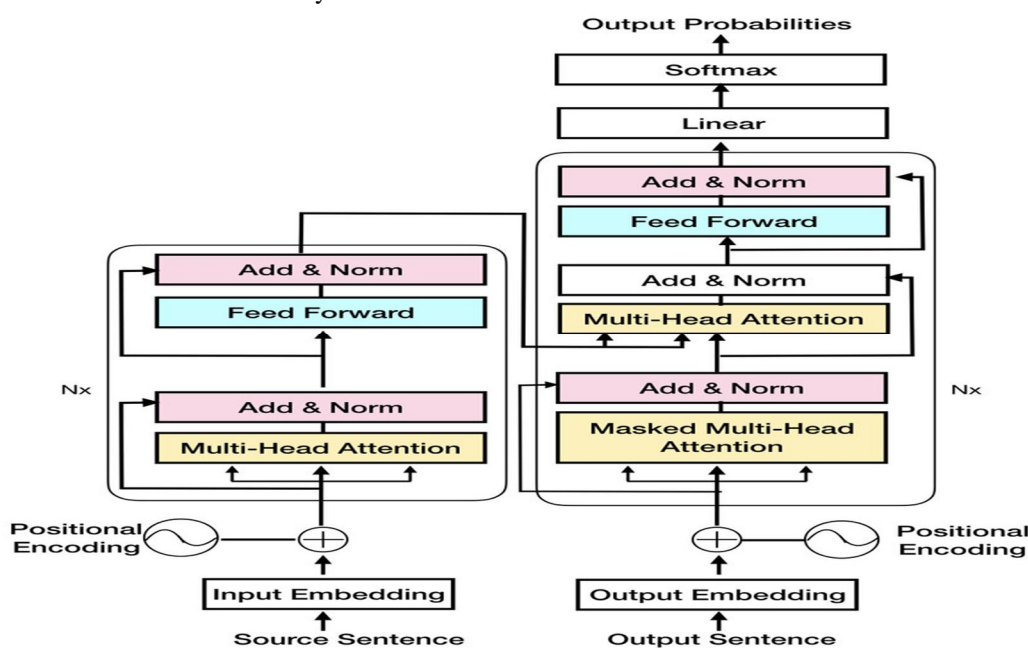 Output Probabilities
Softmax
Linear
Add & Norm
Feed Forward
Add & Norm
Multi-Head Attention
Add & Norm
Masked Multi-Head
Attention
Nx
Add & Norm
Feed Forward
Add & Norm
Multi-Head Attention
Nx
Positional
Encoding
Positional
Encoding
Input Embedding
Output Embedding
Source Sentence
Output Sentence